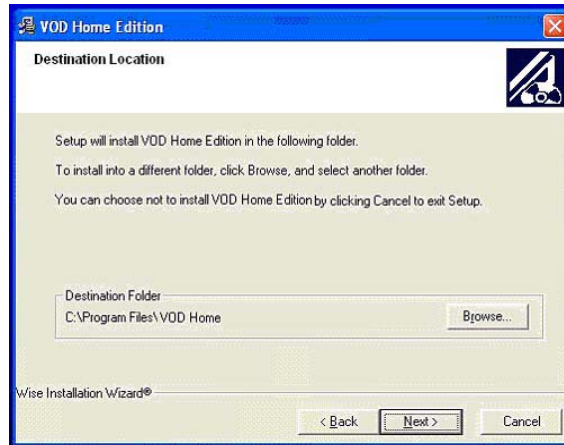 VOD Home Edition
Destination Location
Setup will install VOD Home Edition in the following folder.
To install into a different folder, click Browse, and select another folder.
You can choose not to install VOD Home Edition by clicking Cancel to exit Setup.
Destination Folder
C:\Program Files\VOD Home
Browse...
Wise Installation Wizard®
< Back
Next >
Cancel